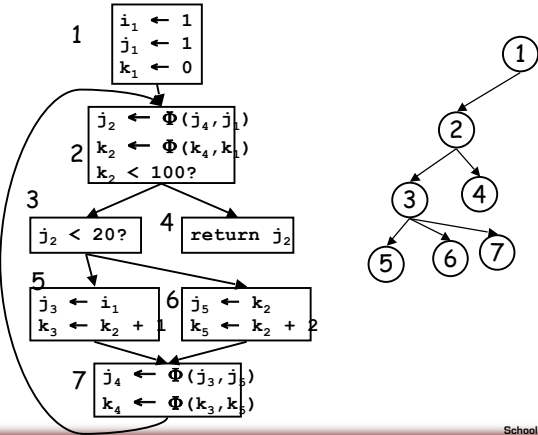 1
i₁ ← 1
j₁ ← 1
k₁ ← 0
2
j₂ ← Φ(j₄,j₁)
k₂ ← Φ(k₄,k₁)
k₂ < 100?
3
j₂ < 20?
4
return j₂
5
j₃ ← i₁
k₃ ← k₂ + 1
6
j₅ ← k₂
k₅ ← k₂ + 2
7
j₄ ← Φ(j₃,j₅)
k₄ ← Φ(k₃,k₅)
1
2
3
4
5
6
7
School